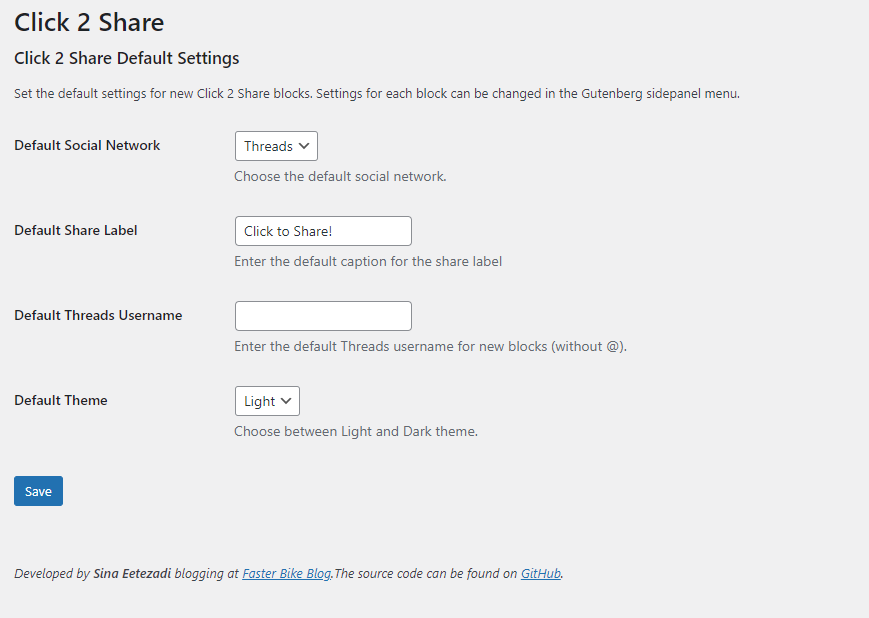 Click 2 Share
Click 2 Share Default Settings
Set the default settings for new Click 2 Share blocks. Settings for each block can be changed in the Gutenberg sidepanel menu.
Default Social Network
Threads
Choose the default social network.
Default Share Label
Click to Share!
Enter the default caption for the share label
Default Threads Username
Enter the default Threads username for new blocks (without @).
Default Theme
Light
Choose between Light and Dark theme.
Save
Developed by Sina Eetezadi blogging at Faster Bike Blog.The source code can be found on GitHub.